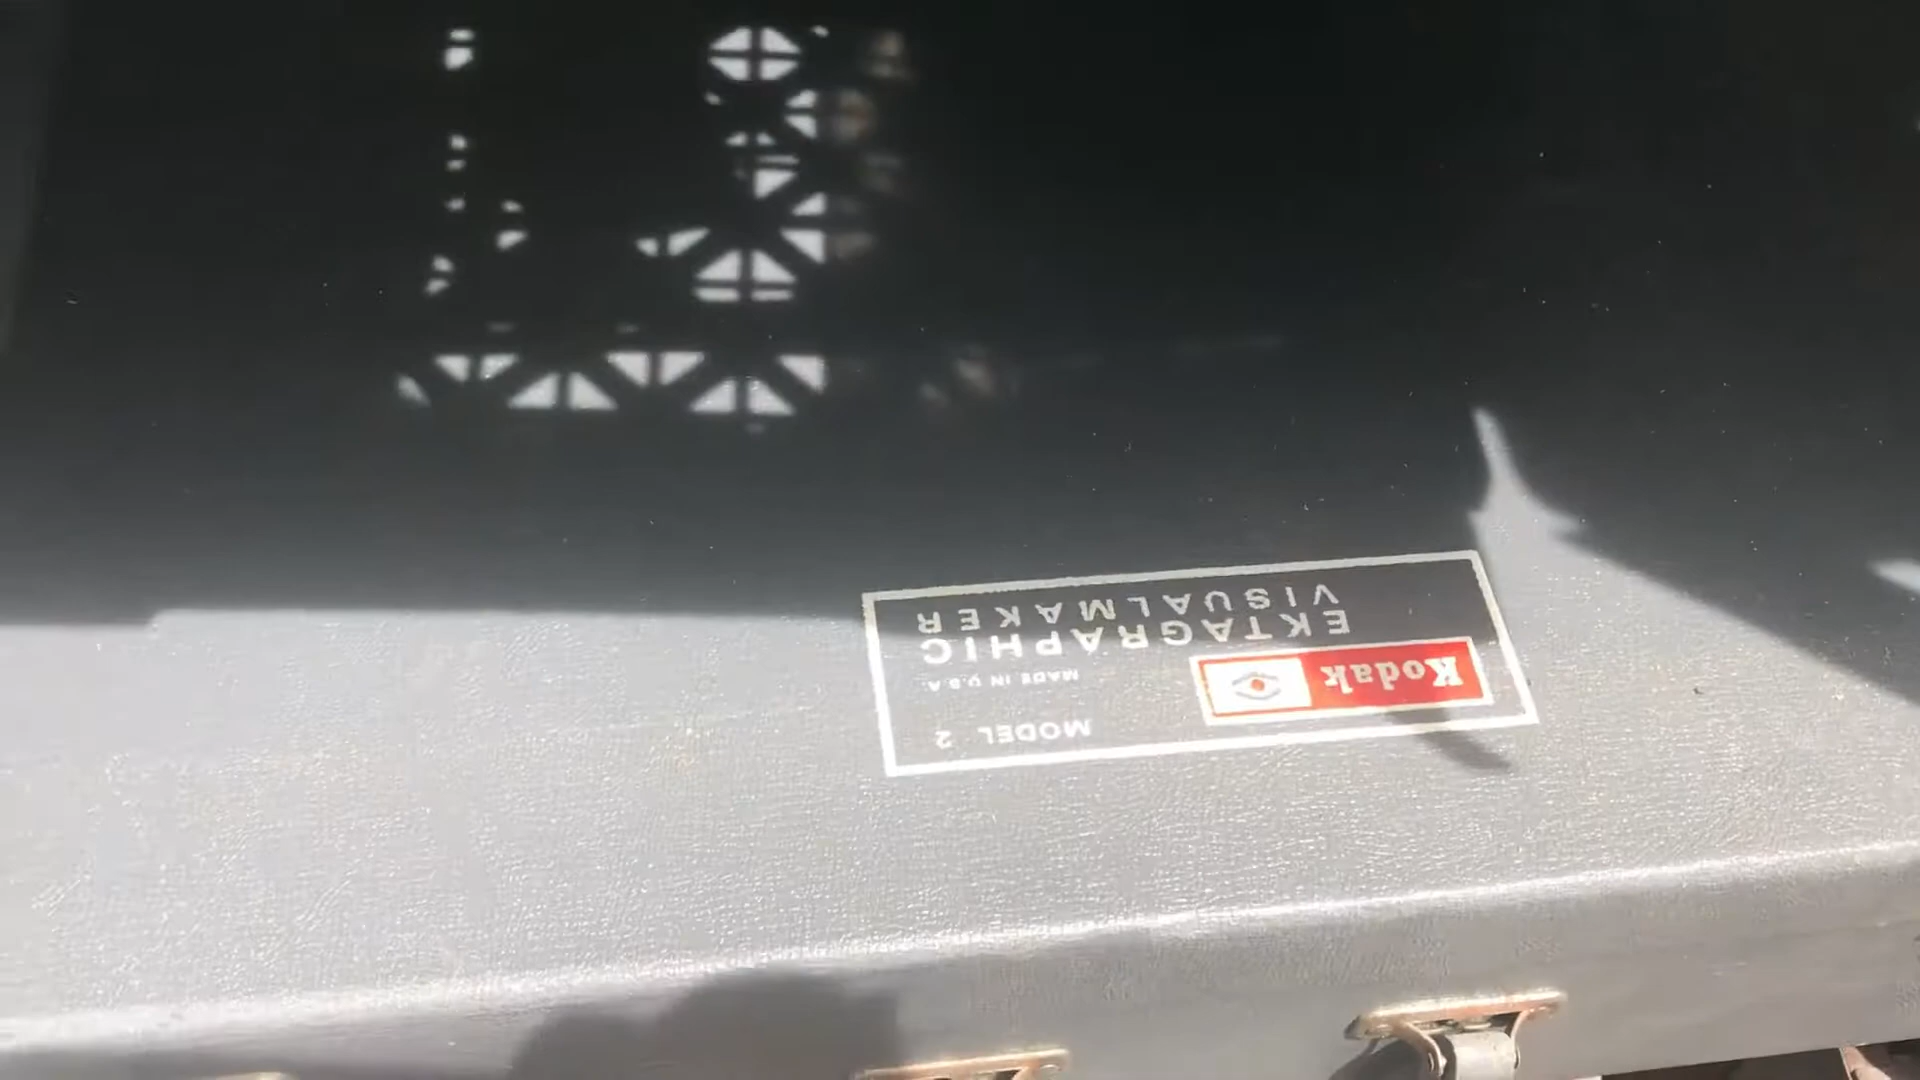 MODEL 2
Kodak
MADE IN U.S.A.
EKTAGRAPHIC
VISUALMAKER